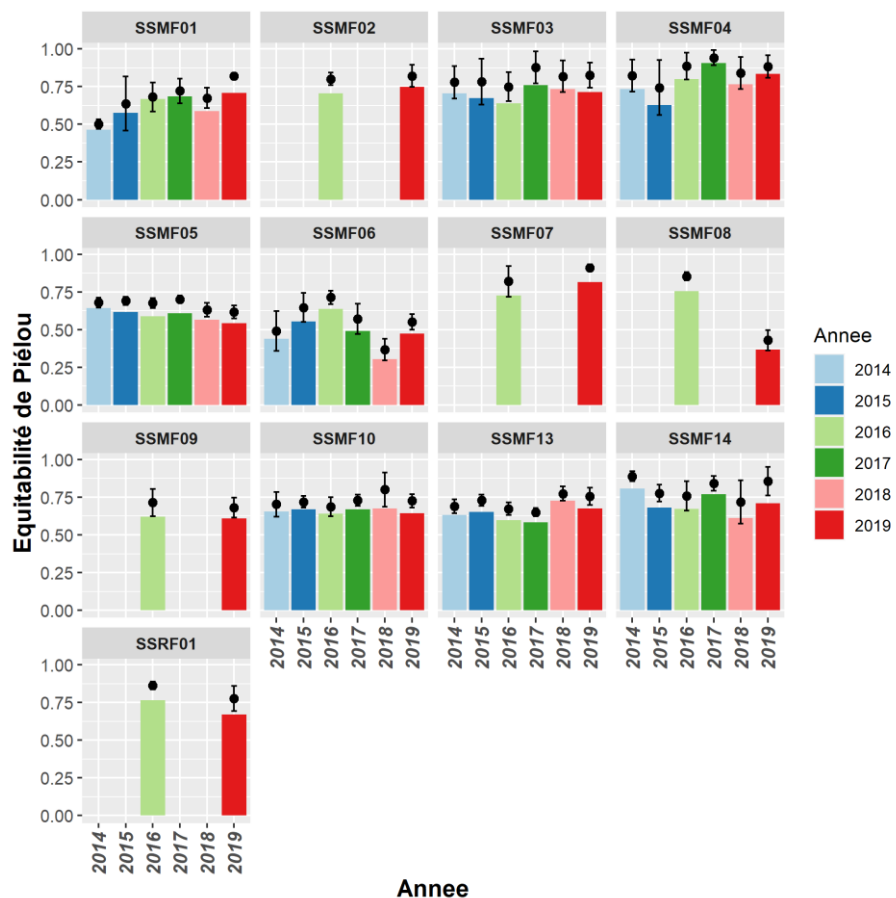 SSMF01 SSMF02 SSMF03 SSMF04
1.00
0.75
0.50
0.25
0.00
SSMF05 SSMF06 SSMF07 SSMF08
1.00
0.75
0.50
0.25
0.00
SSMF09 SSMF10 SSMF13 SSMF14
1.00
0.75
0.50
0.25
0.00
2014 2015 2016 2017 2018 2019
2014 2015 2016 2017 2018 2019
2014 2015 2016 2017 2018 2019
SSRF01
1.00
0.75
0.50
0.25
0.00
2014 2015 2016 2017 2018 2019
Equitabilité de Piélou
Annee
Annee
2014
2015
2016
2017
2018
2019